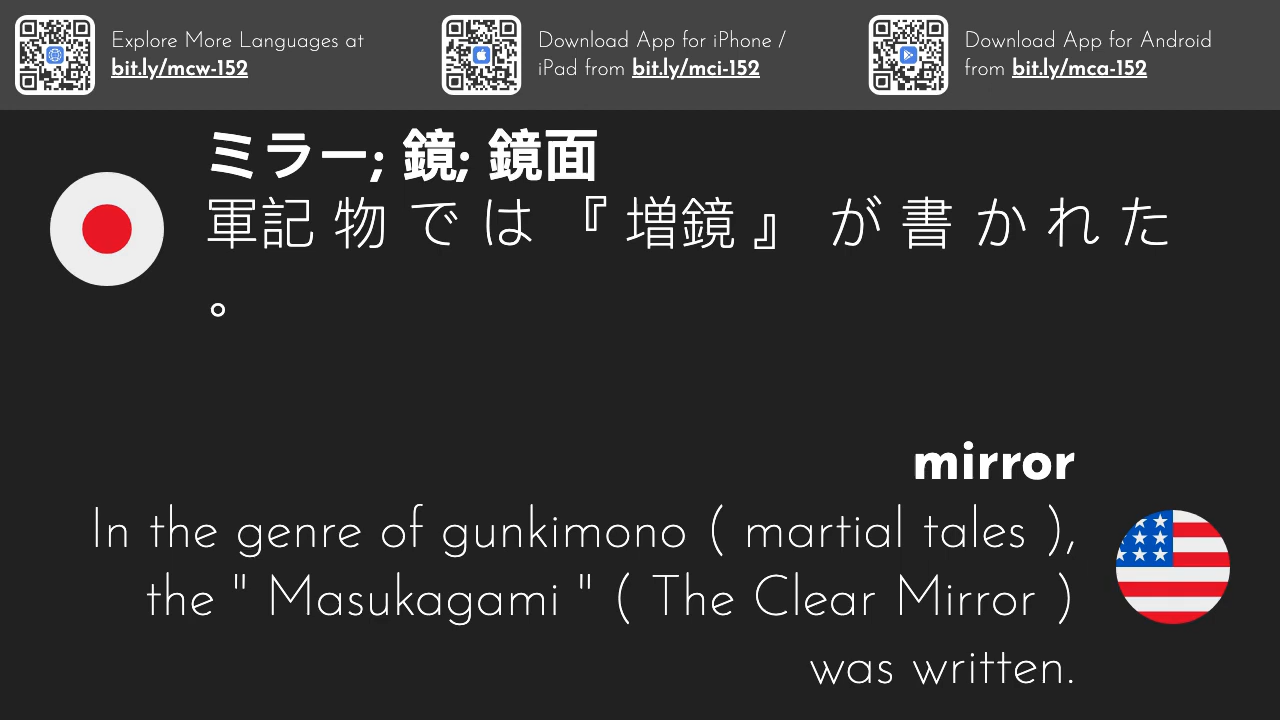 Explore More Languages at
bit.ly/mcw-152
Download App for iPhone /
iPad from bit.ly/mci-152
Download App for Android
from bit.ly/mca-152
ミラー; 鏡; 鏡面
軍記 物 で は 『 増鏡 』 が 書 か れ た
。
mirror
In the genre of gunkimono ( martial tales ),
the " Masukagami " ( The Clear Mirror )
was written.